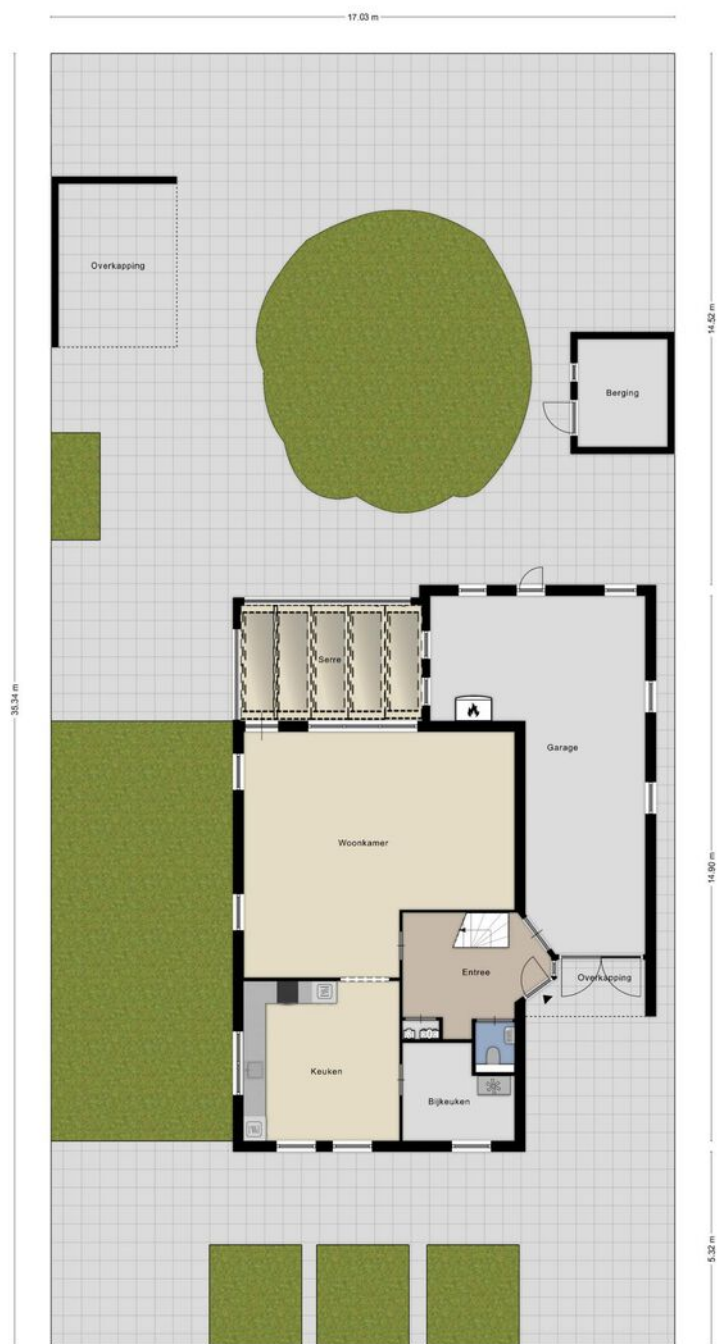 17.03 m
Overkapping
14.52 m
Berging
Serre
35.34 m
Garage
Woonkamer
14.90 m
Entree
Overkapping
Keuken
Bijkeuken
5.32 m